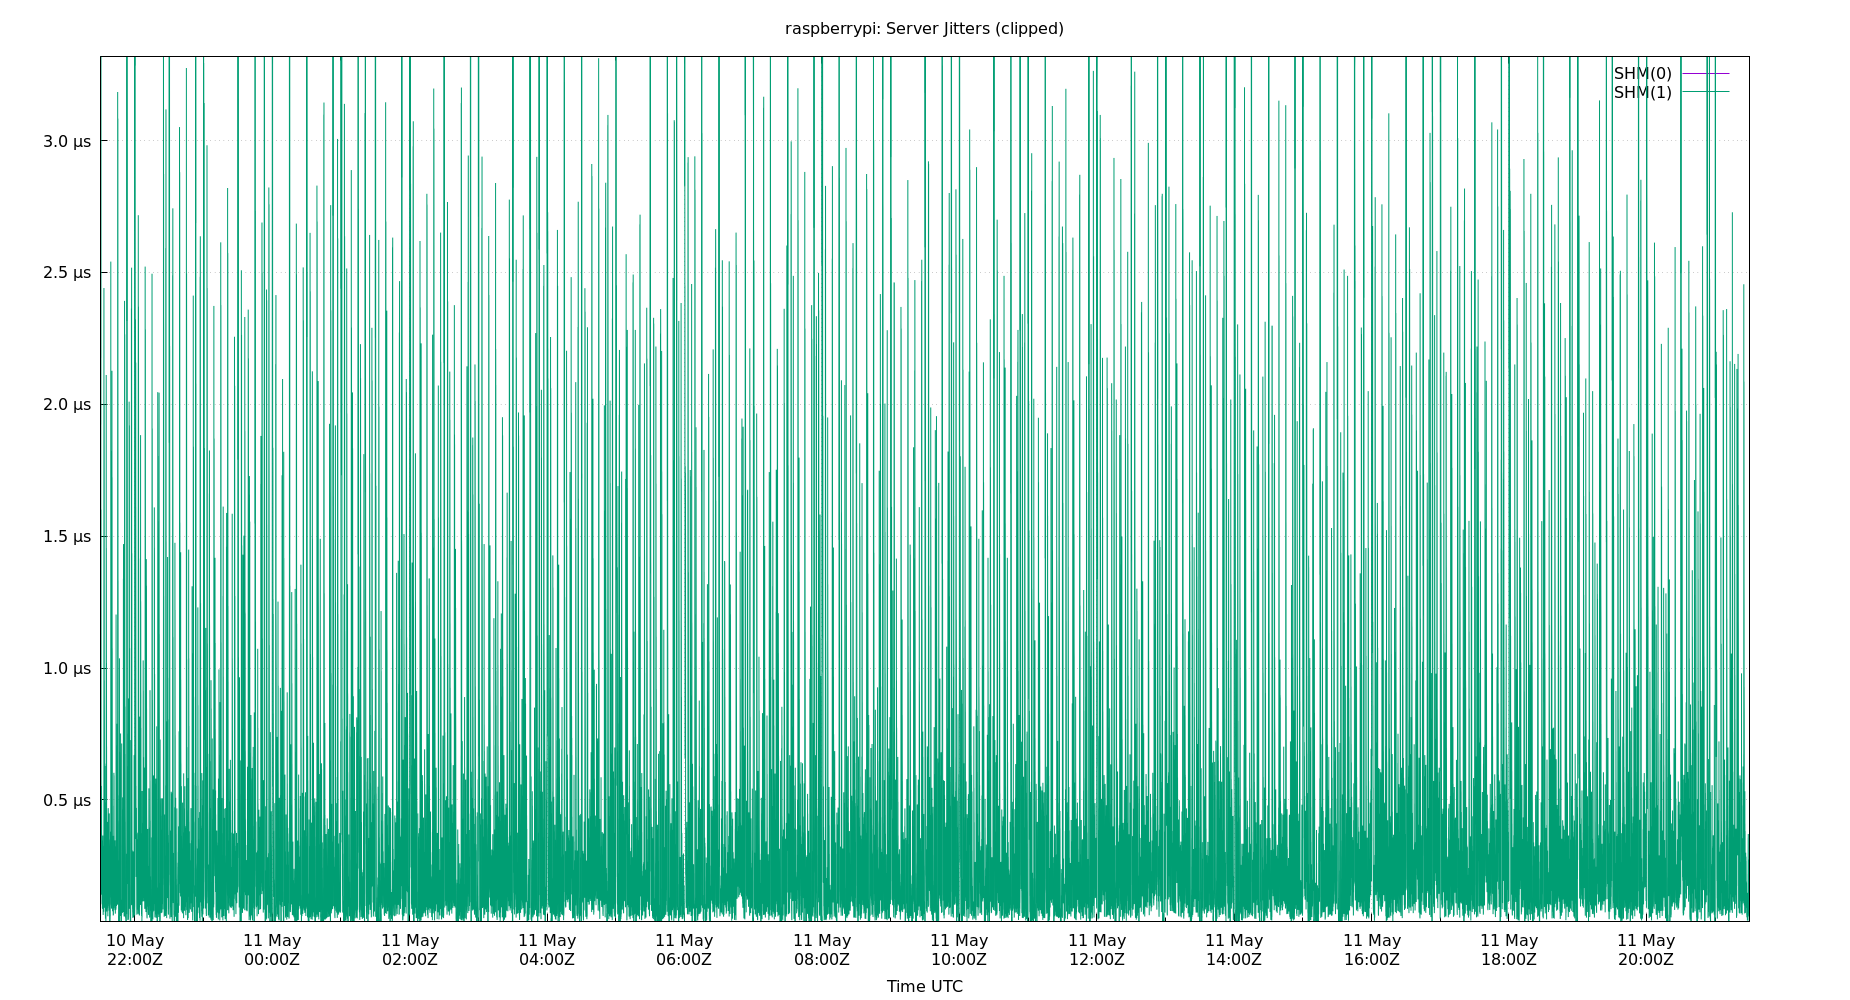 raspberrypi: Server Jitters (clipped)
SHM(0)
SHM(1)
3.0 μs
2.5 μs
2.0 μs
1.5 μs
1.0 μs
0.5 μs
10 May 11 May 11 May 11 May 11 May 11 May 11 May 11 May 11 May 11 May 11 May 11 May
22:00Z 00:00Z 02:00Z 04:00Z 06:00Z 08:00Z 10:00Z 12:00Z 14:00Z 16:00Z 18:00Z 20:00Z
Time UTC